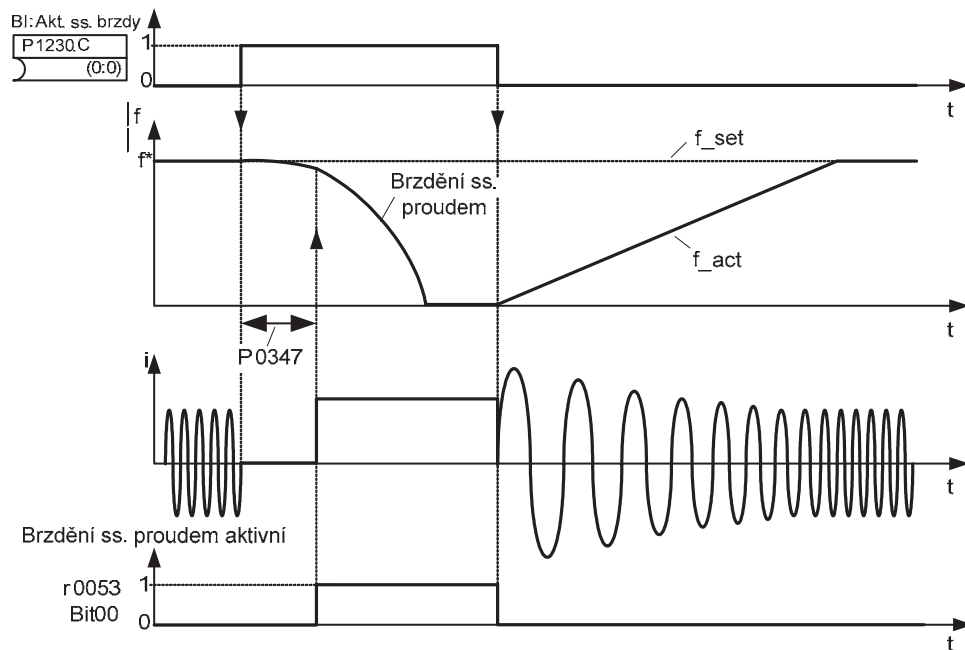 BI:Akt. ss. brzdy
P1230.C
(0:0)
1
0
t
|f|
f*
f_set
Brzdění ss.
proudem
f_act
t
P0347
i
t
Brzdění ss. proudem aktivní
r0053
Bit00
1
0
t